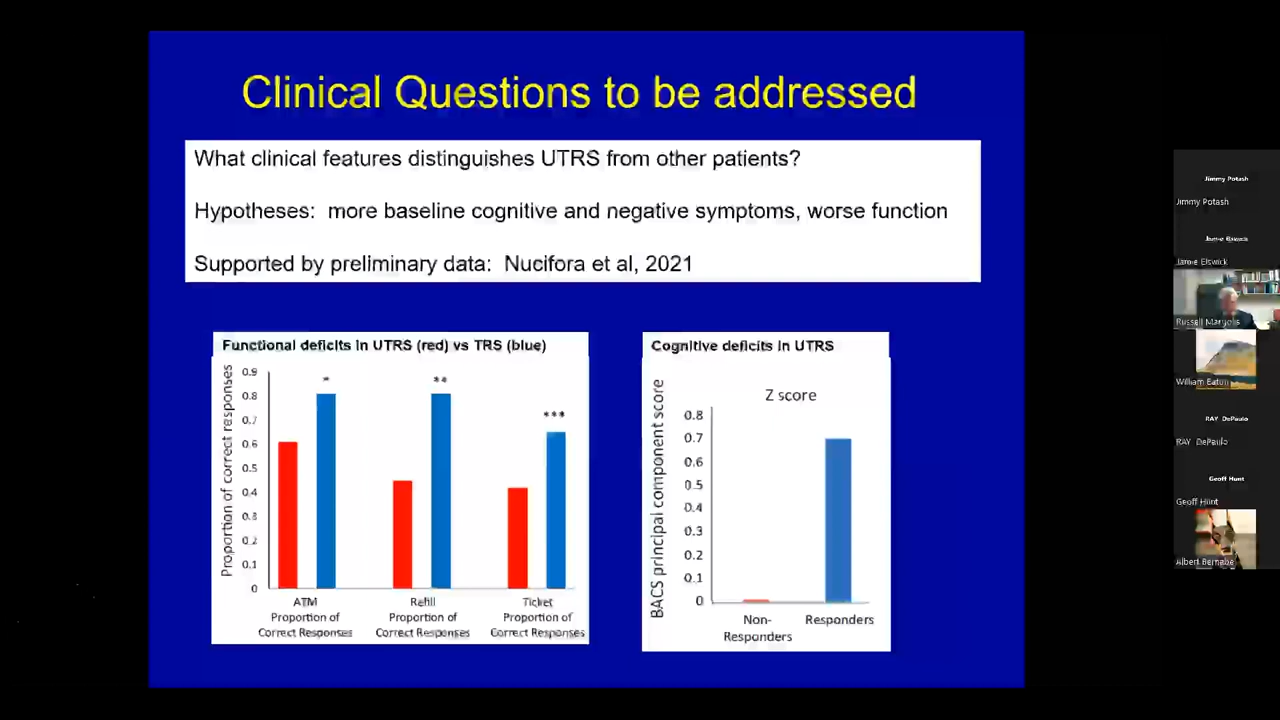 Clinical Questions to be addressed
What clinical features distinguishes UTRS from other patients?
Hypotheses: more baseline cognitive and negative symptoms, worse function
Supported by preliminary data: Nucifora et al, 2021
Functional deficits in UTRS (red) vs TRS (blue)
Proportion of correct responses
0.9
0.8
0.7
0.6
0.5
0.4
0.3
0.2
0.1
0
*
**
***
ATM
Proportion of
Correct Responses
Refill
Proportion of
Correct Responses
Ticket
Proportion of
Correct Responses
Cognitive deficits in UTRS
Z score
BACS principal component score
0.8
0.7
0.6
0.5
0.4
0.3
0.2
0.1
0
Non-
Responders
Responders
Jimmy Potash
Jimmy Potash
Jamie Elswick
Jamie Elswick
Russell Margolis
William Eaton
RAY DePaulo
RAY DePaulo
Geoff Hunt
Geoff Hunt
Albert Bernabe